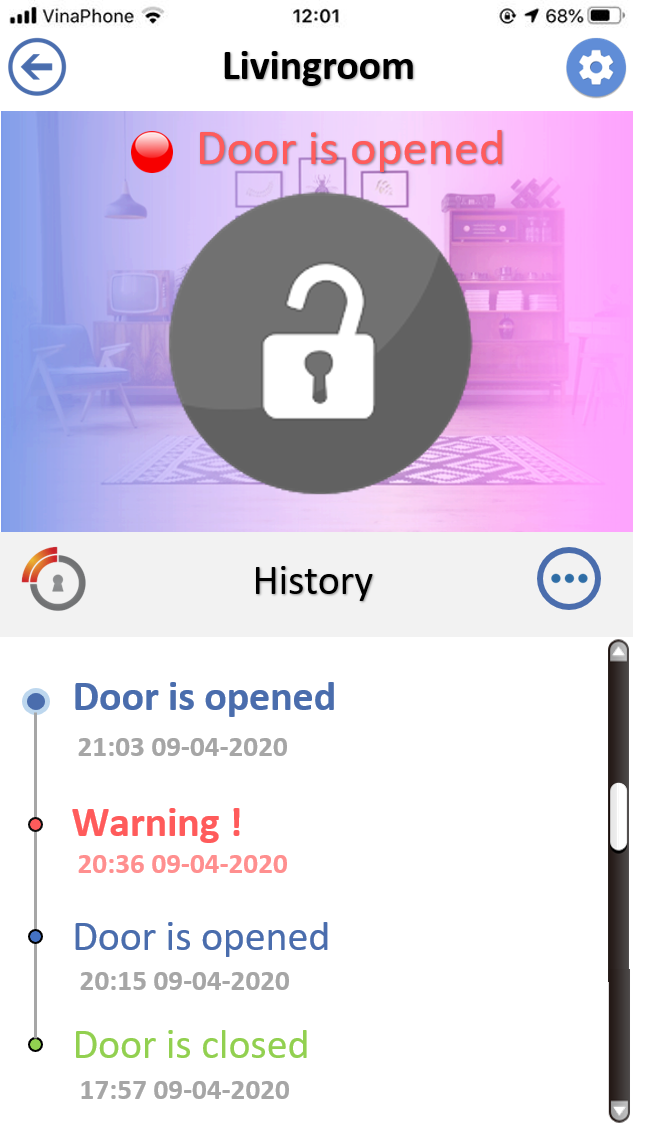 VinaPhone 12:01 68%
Livingroom
Door is opened
History
Door is opened
21:03 09-04-2020
Warning !
20:36 09-04-2020
Door is opened
20:15 09-04-2020
Door is closed
17:57 09-04-2020